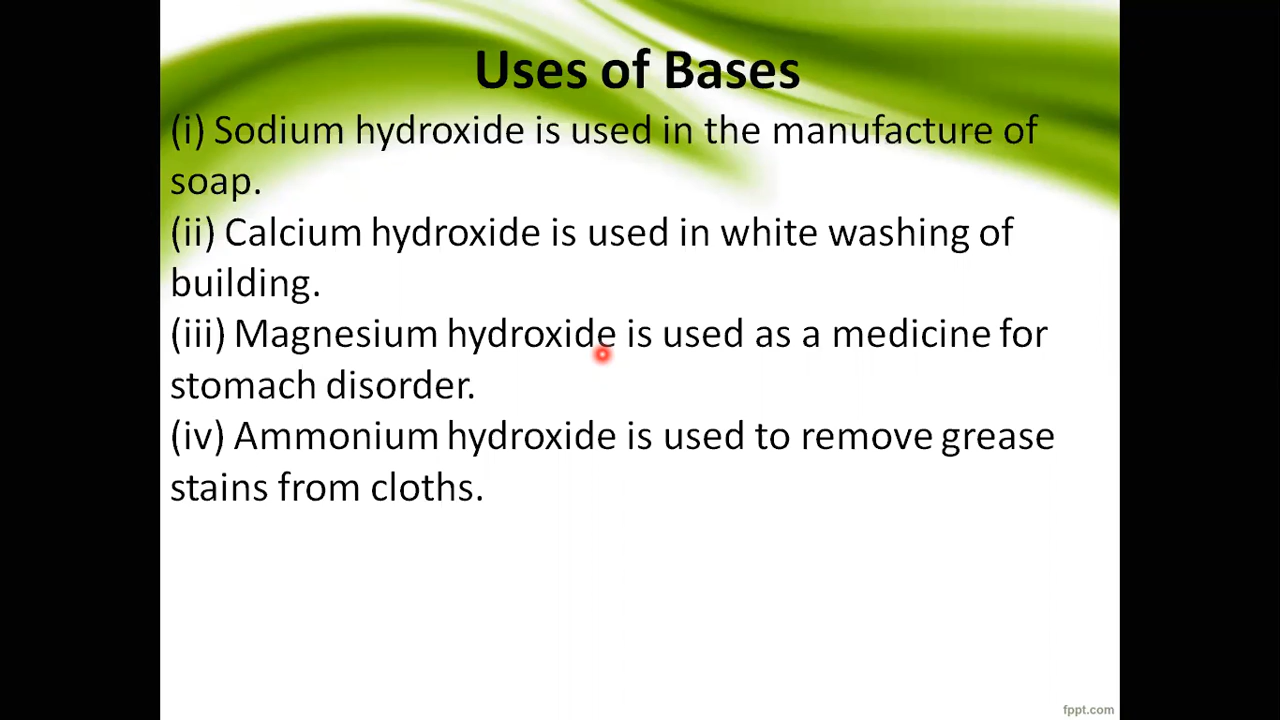 Uses of Bases
(i) Sodium hydroxide is used in the manufacture of
soap.
(ii) Calcium hydroxide is used in white washing of
building.
(iii) Magnesium hydroxide is used as a medicine for
stomach disorder.
(iv) Ammonium hydroxide is used to remove grease
stains from cloths.
fppt.com